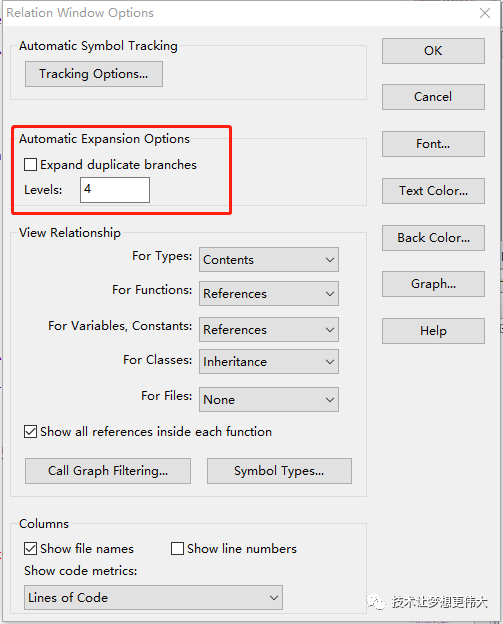 Relation Window Options
Automatic Symbol Tracking
Tracking Options...
OK
Cancel
Automatic Expansion Options
Expand duplicate branches
Levels: 4
Font...
Text Color...
Back Color...
Graph...
Help
View Relationship
For Types: Contents
For Functions: References
For Variables, Constants: References
For Classes: Inheritance
For Files: None
Show all references inside each function
Call Graph Filtering... Symbol Types...
Columns
Show file names Show line numbers
Show code metrics:
Lines of Code
技术让梦想更伟大